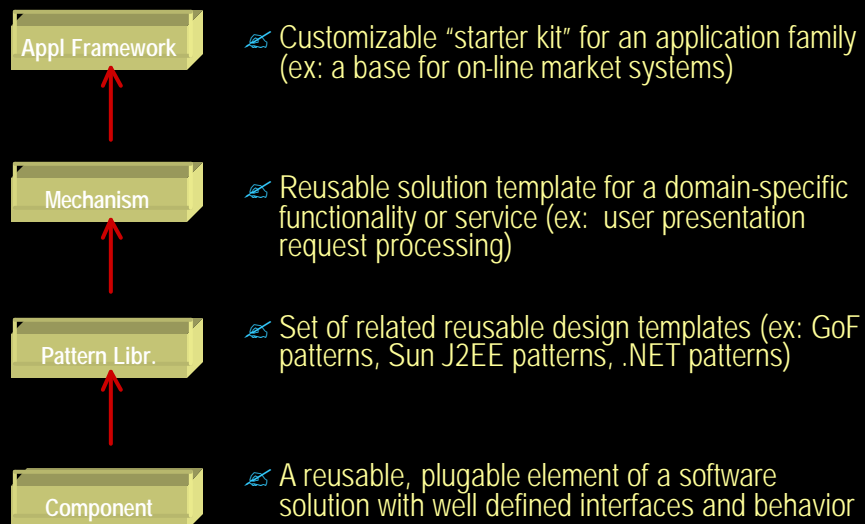 Appl Framework
Customizable “starter kit” for an application family
(ex: a base for on-line market systems)
Mechanism
Reusable solution template for a domain-specific
functionality or service (ex: user presentation
request processing)
Pattern Libr.
Set of related reusable design templates (ex: GoF
patterns, Sun J2EE patterns, .NET patterns)
Component
A reusable, plugable element of a software
solution with well defined interfaces and behavior